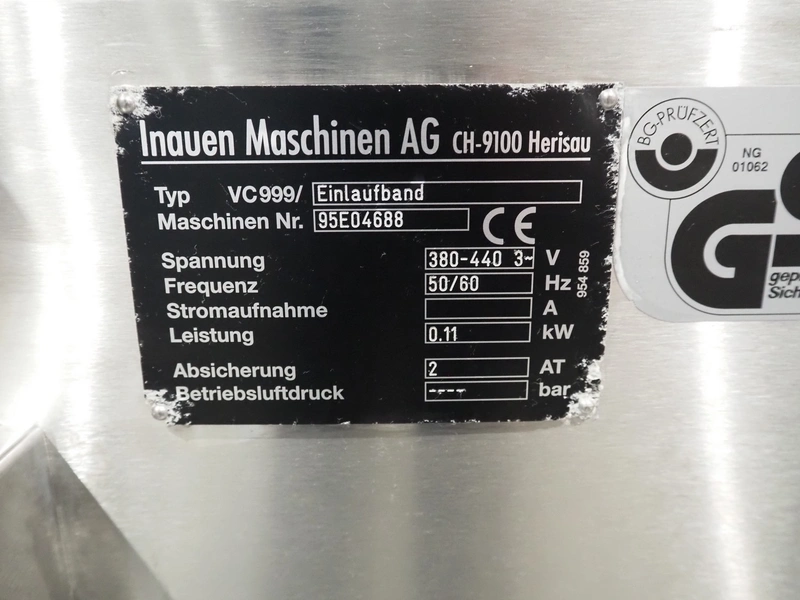 Inauen Maschinen AG CH-9100 Herisau
Typ VC999/ Einlaufband
Maschinen Nr. 95E04688
CE
Spannung 380-440 3~ V
Frequenz 50/60 Hz
Stromaufnahme A
Leistung 0.11 kW
Absicherung 2 AT
Betriebsluftdruck ---- bar
954 859
BG-PRÜFZERT
NG
01062
GS
gep
Sich